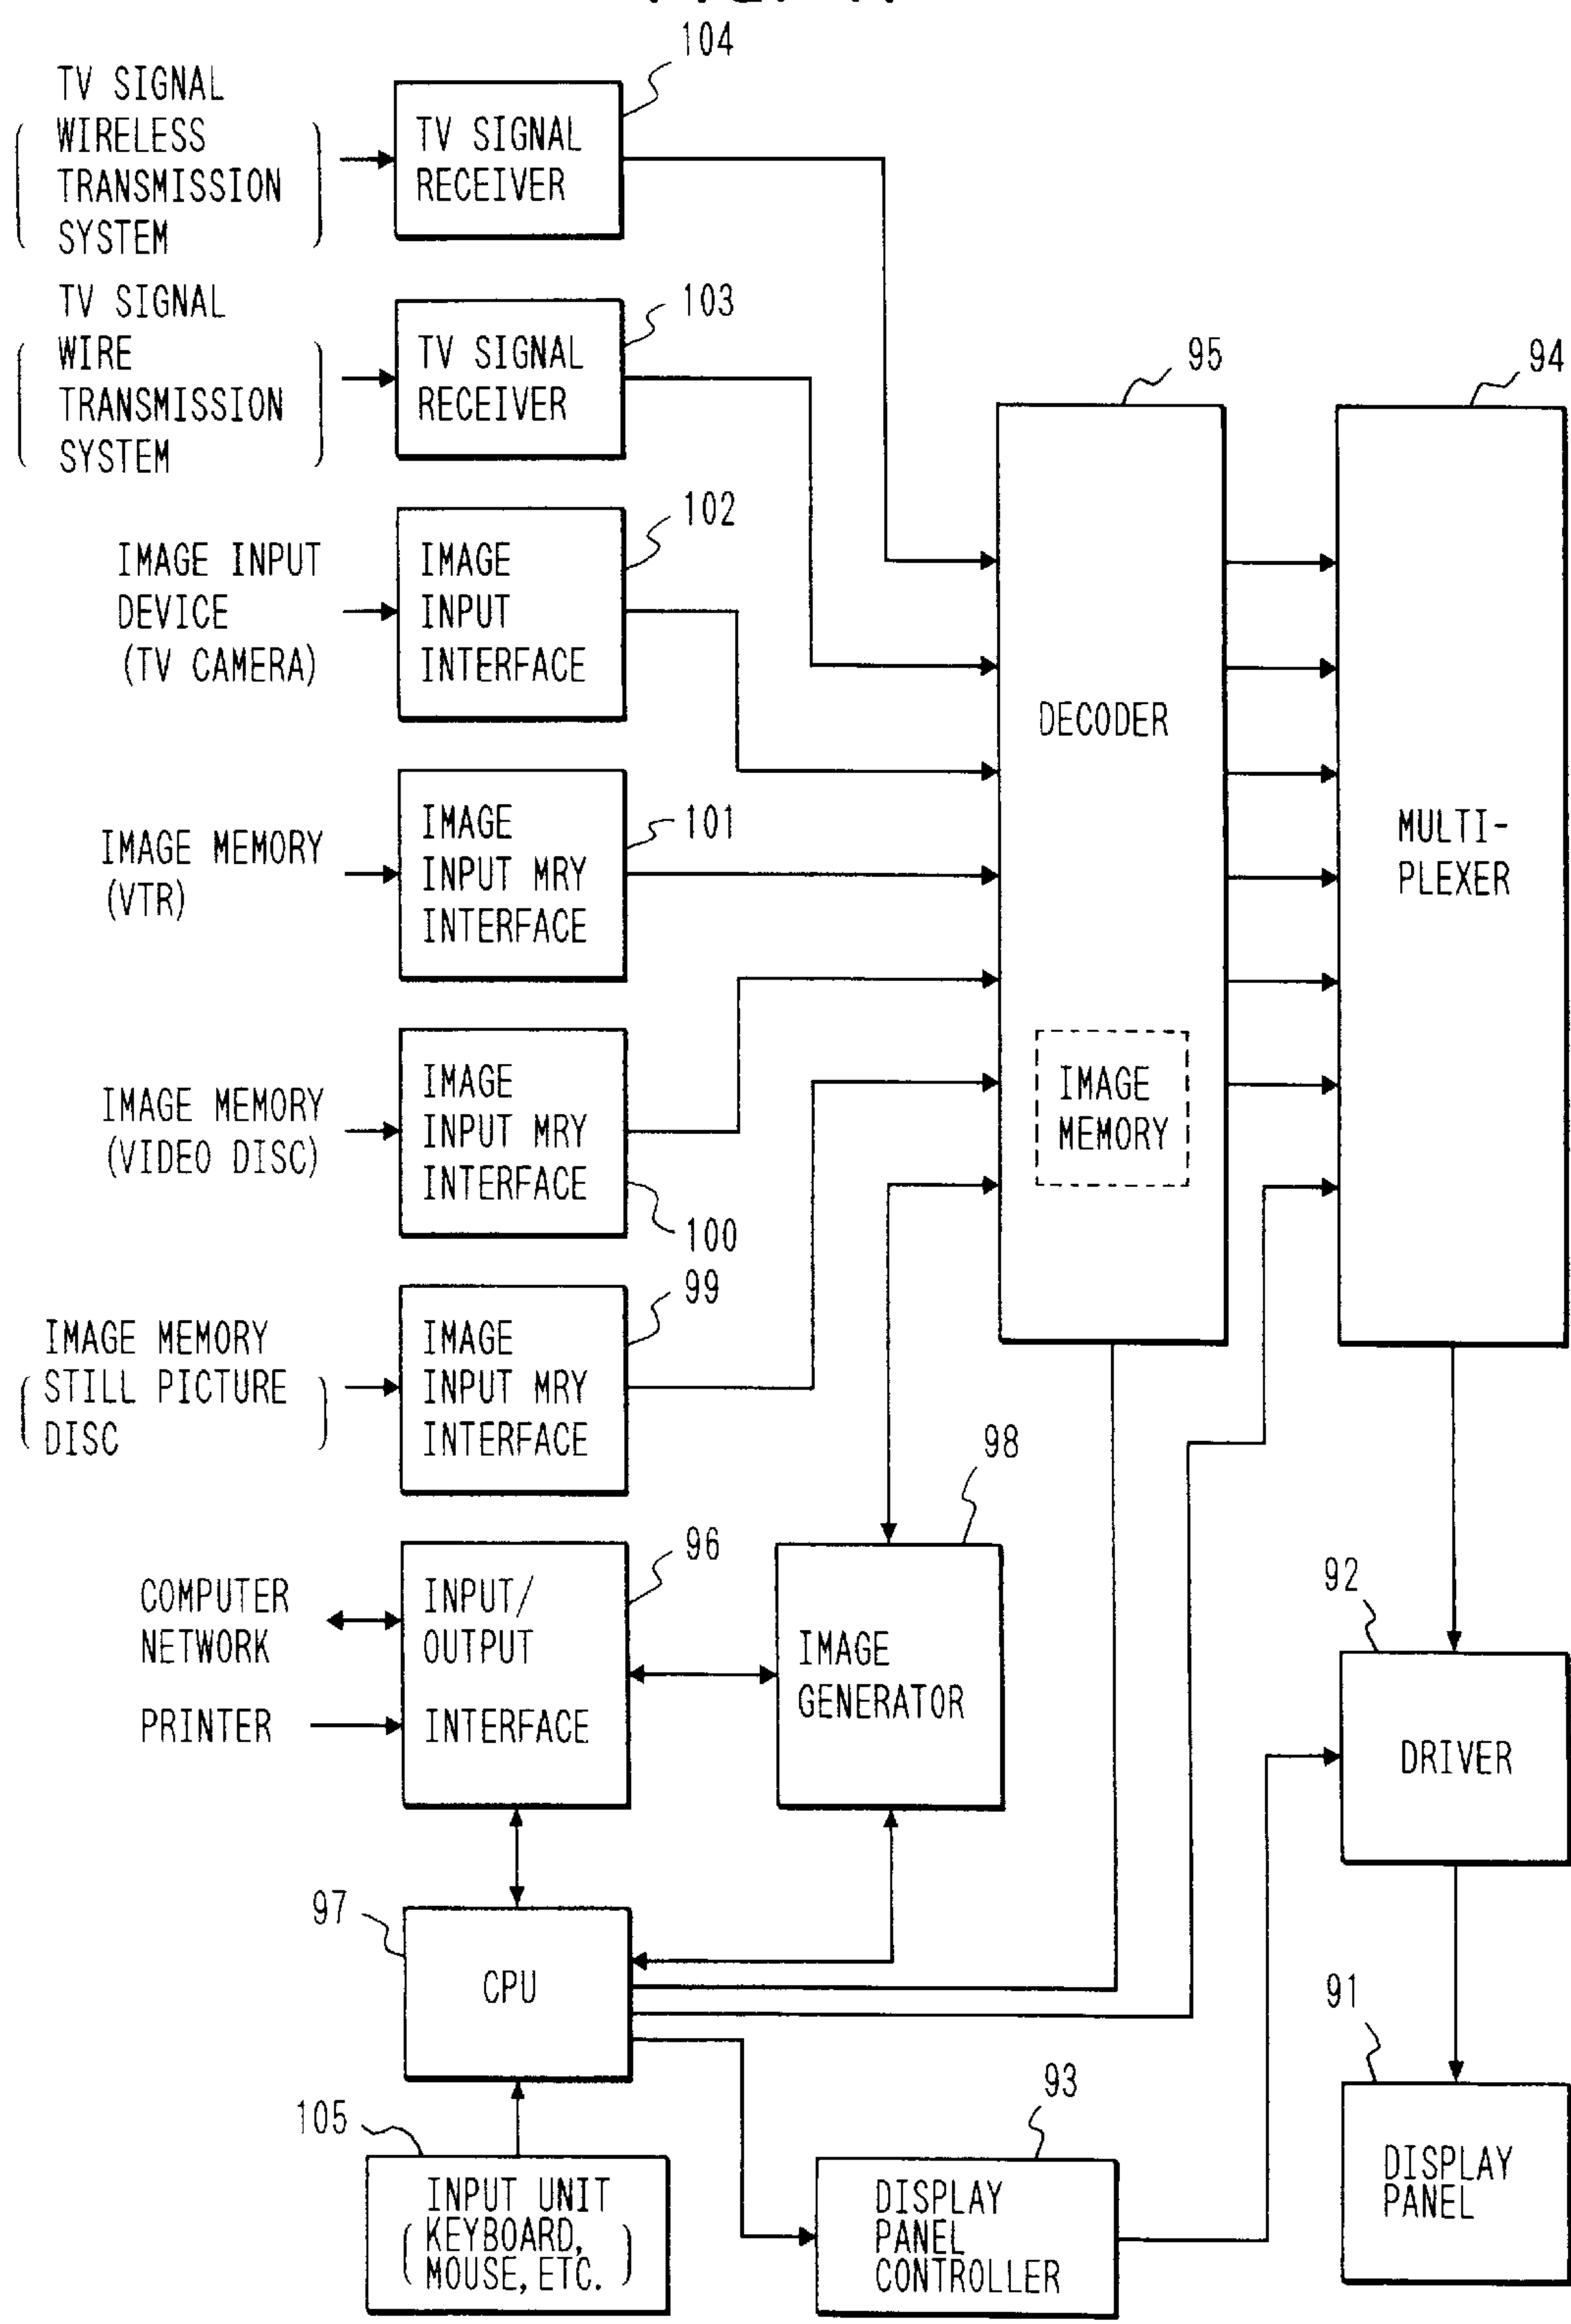 104
TV SIGNAL
WIRELESS
TRANSMISSION
SYSTEM
TV SIGNAL
RECEIVER
103
TV SIGNAL
WIRE
TRANSMISSION
SYSTEM
TV SIGNAL
RECEIVER
95
94
102
IMAGE INPUT
DEVICE
(TV CAMERA)
IMAGE
INPUT
INTERFACE
DECODER
MULTI-
PLEXER
101
IMAGE MEMORY
(VTR)
IMAGE
INPUT MRY
INTERFACE
IMAGE MEMORY
(VIDEO DISC)
IMAGE
INPUT MRY
INTERFACE
100
IMAGE
MEMORY
99
IMAGE MEMORY
STILL PICTURE
DISC
IMAGE
INPUT MRY
INTERFACE
98
96
COMPUTER
NETWORK
PRINTER
INPUT/
OUTPUT
INTERFACE
IMAGE
GENERATOR
92
DRIVER
97
CPU
91
DISPLAY
PANEL
105
INPUT UNIT
(KEYBOARD,
MOUSE, ETC.)
93
DISPLAY
PANEL
CONTROLLER